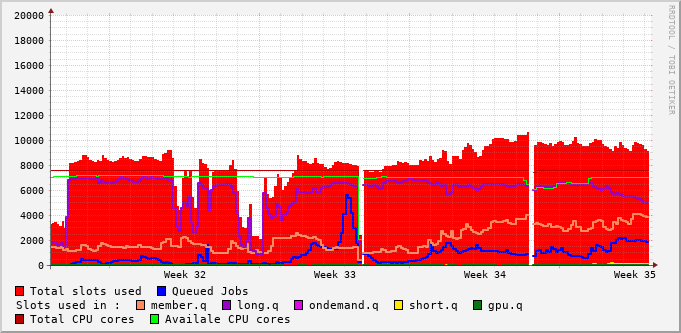 20000
18000
16000
14000
12000
10000
8000
6000
4000
2000
0
Week 32 Week 33 Week 34 Week 35
RRDTOOL / TOBI OETIKER
Total slots used Queued Jobs
Slots used in : member.q long.q ondemand.q short.q gpu.q
Total CPU cores Availale CPU cores